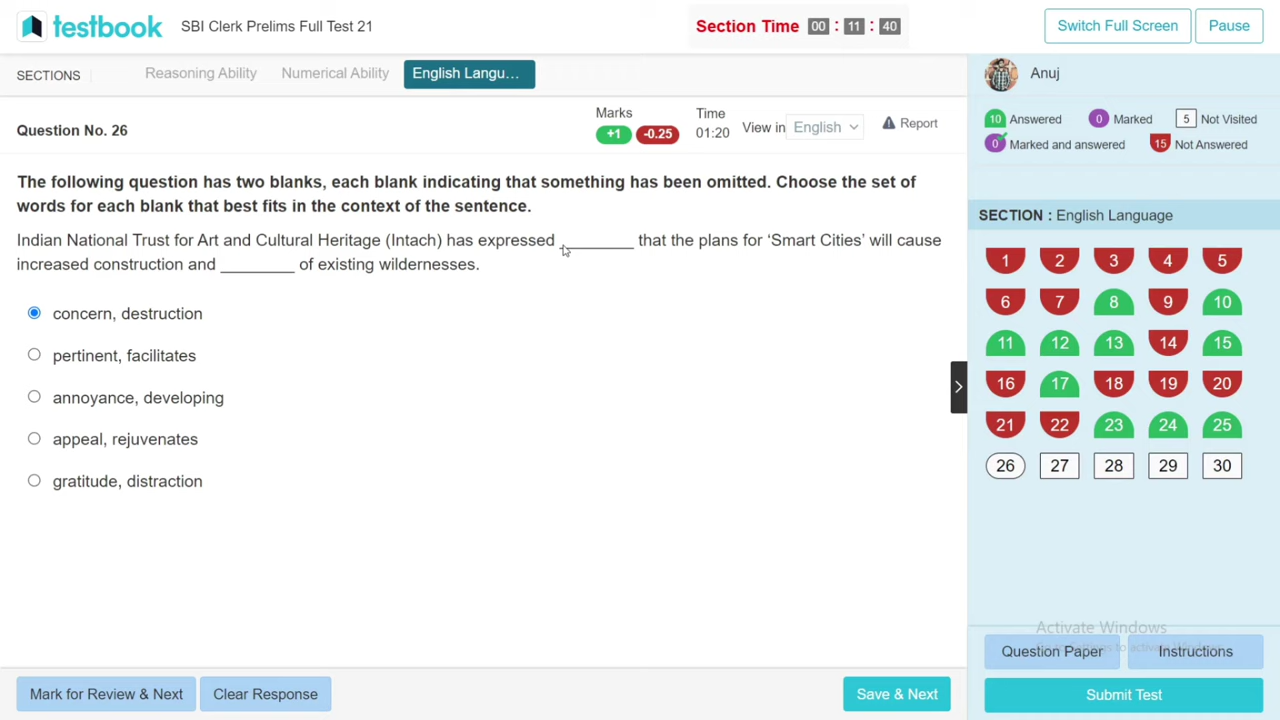 testbook
SBI Clerk Prelims Full Test 21
Section Time 00 : 11 : 40
Switch Full Screen
Pause
SECTIONS
Reasoning Ability
Numerical Ability
English Langu...
Anuj
Question No. 26
Marks
+1 -0.25
Time
01:20
View in English
Report
10 Answered
0 Marked
5 Not Visited
0 Marked and answered
15 Not Answered
The following question has two blanks, each blank indicating that something has been omitted. Choose the set of
words for each blank that best fits in the context of the sentence.
Indian National Trust for Art and Cultural Heritage (Intach) has expressed ________ that the plans for ‘Smart Cities’ will cause
increased construction and ________ of existing wildernesses.
concern, destruction
pertinent, facilitates
annoyance, developing
appeal, rejuvenates
gratitude, distraction
SECTION : English Language
1 2 3 4 5
6 7 8 9 10
11 12 13 14 15
16 17 18 19 20
21 22 23 24 25
26 27 28 29 30
Activate Windows
Question Paper
Instructions
Mark for Review & Next
Clear Response
Save & Next
Submit Test